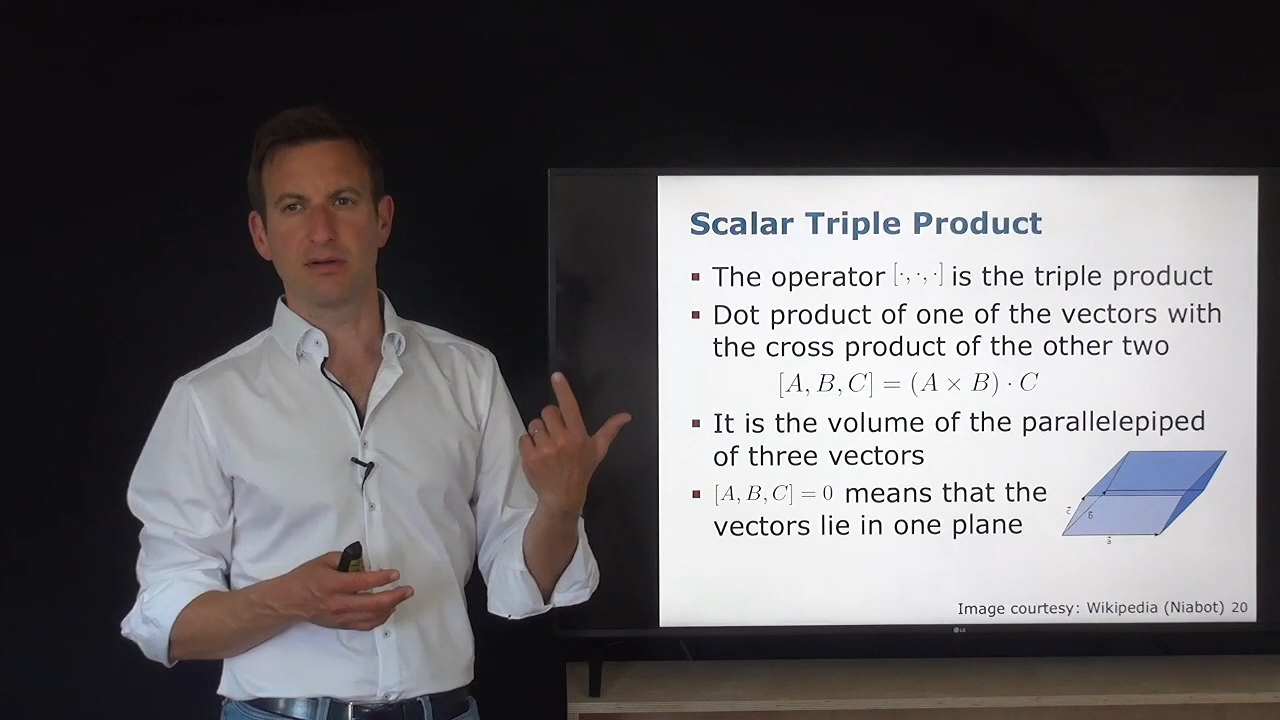 Scalar Triple Product
▪ The operator [·, ·, ·] is the triple product
▪ Dot product of one of the vectors with
the cross product of the other two
[A, B, C] = (A × B) · C
▪ It is the volume of the parallelepiped
of three vectors
▪ [A, B, C] = 0 means that the
vectors lie in one plane
c⃗ b⃗
a⃗
Image courtesy: Wikipedia (Niabot) 20
LG